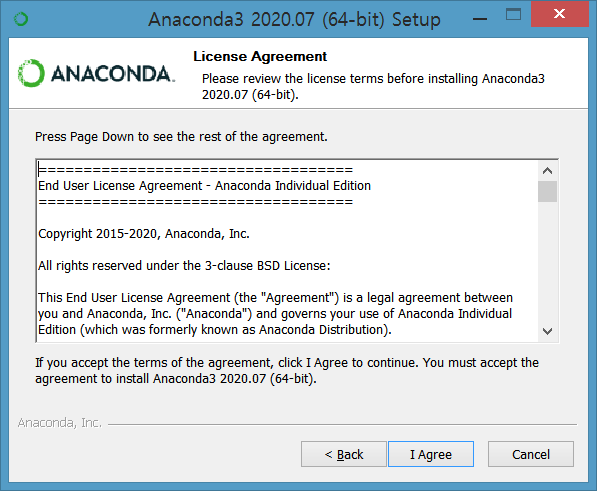 Anaconda3 2020.07 (64-bit) Setup
ANACONDA.
License Agreement
Please review the license terms before installing Anaconda3
2020.07 (64-bit).
Press Page Down to see the rest of the agreement.
===================================
End User License Agreement - Anaconda Individual Edition
===================================
Copyright 2015-2020, Anaconda, Inc.
All rights reserved under the 3-clause BSD License:
This End User License Agreement (the "Agreement") is a legal agreement between
you and Anaconda, Inc. ("Anaconda") and governs your use of Anaconda Individual
Edition (which was formerly known as Anaconda Distribution).
If you accept the terms of the agreement, click I Agree to continue. You must accept the
agreement to install Anaconda3 2020.07 (64-bit).
Anaconda, Inc.
< Back
I Agree
Cancel